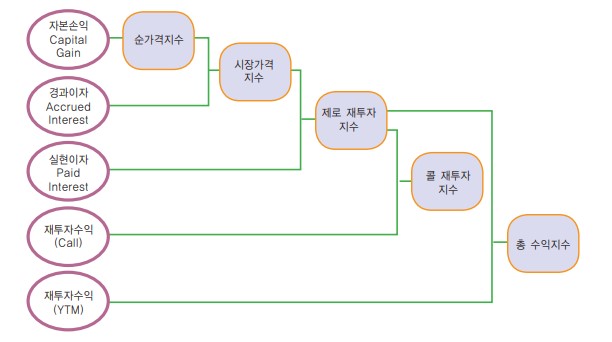 자본손익
Capital
Gain
순가격지수
시장가격
지수
경과이자
Accrued
Interest
제로 재투자
지수
실현이자
Paid
Interest
콜 재투자
지수
재투자수익
(Call)
총 수익지수
재투자수익
(YTM)